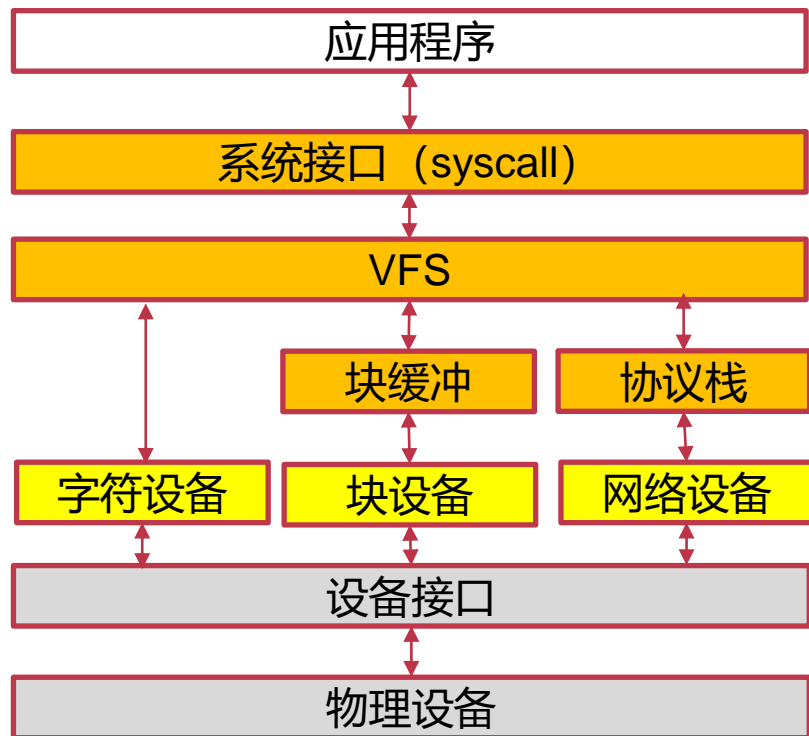 应用程序
系统接口（syscall）
VFS
块缓冲
协议栈
字符设备
块设备
网络设备
设备接口
物理设备